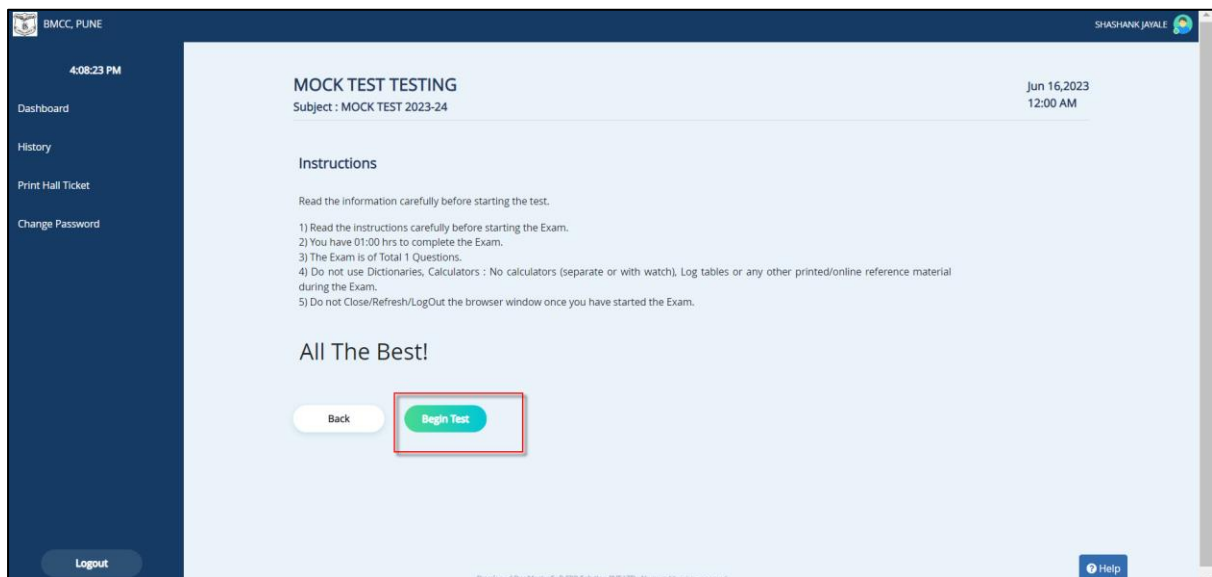 BMCC, PUNE
SHASHANK JAYALE
4:08:23 PM
Dashboard
History
Print Hall Ticket
Change Password
MOCK TEST TESTING
Subject : MOCK TEST 2023-24
Jun 16,2023
12:00 AM
Instructions
Read the information carefully before starting the test.
1) Read the instructions carefully before starting the Exam.
2) You have 01:00 hrs to complete the Exam.
3) The Exam is of Total 1 Questions.
4) Do not use Dictionaries, Calculators : No calculators (separate or with watch), Log tables or any other printed/online reference material
during the Exam.
5) Do not Close/Refresh/LogOut the browser window once you have started the Exam.
All The Best!
Back
Begin Test
Logout
Help